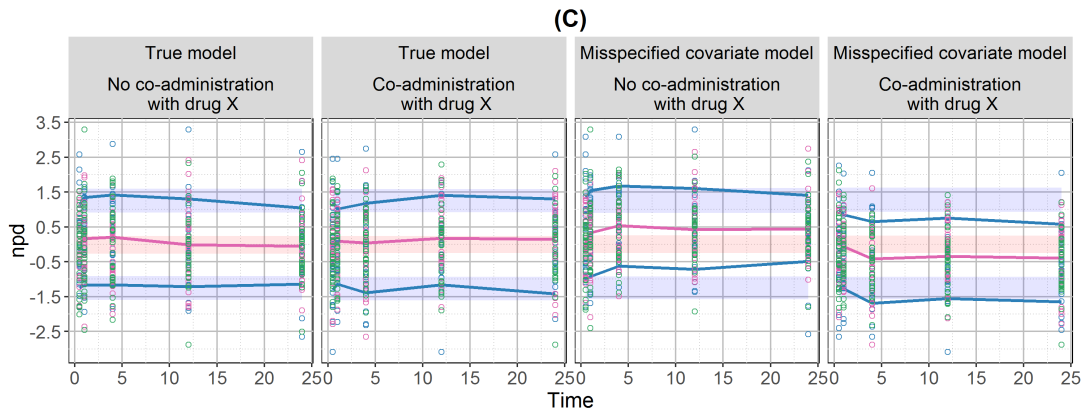 (C)
True model
No co-administration
with drug X
True model
Co-administration
with drug X
Misspecified covariate model
No co-administration
with drug X
Misspecified covariate model
Co-administration
with drug X
npd
3.5
2.5
1.5
0.5
-0.5
-1.5
-2.5
0 5 10 15 20 25
0 5 10 15 20 25
0 5 10 15 20 25
0 5 10 15 20 25
Time